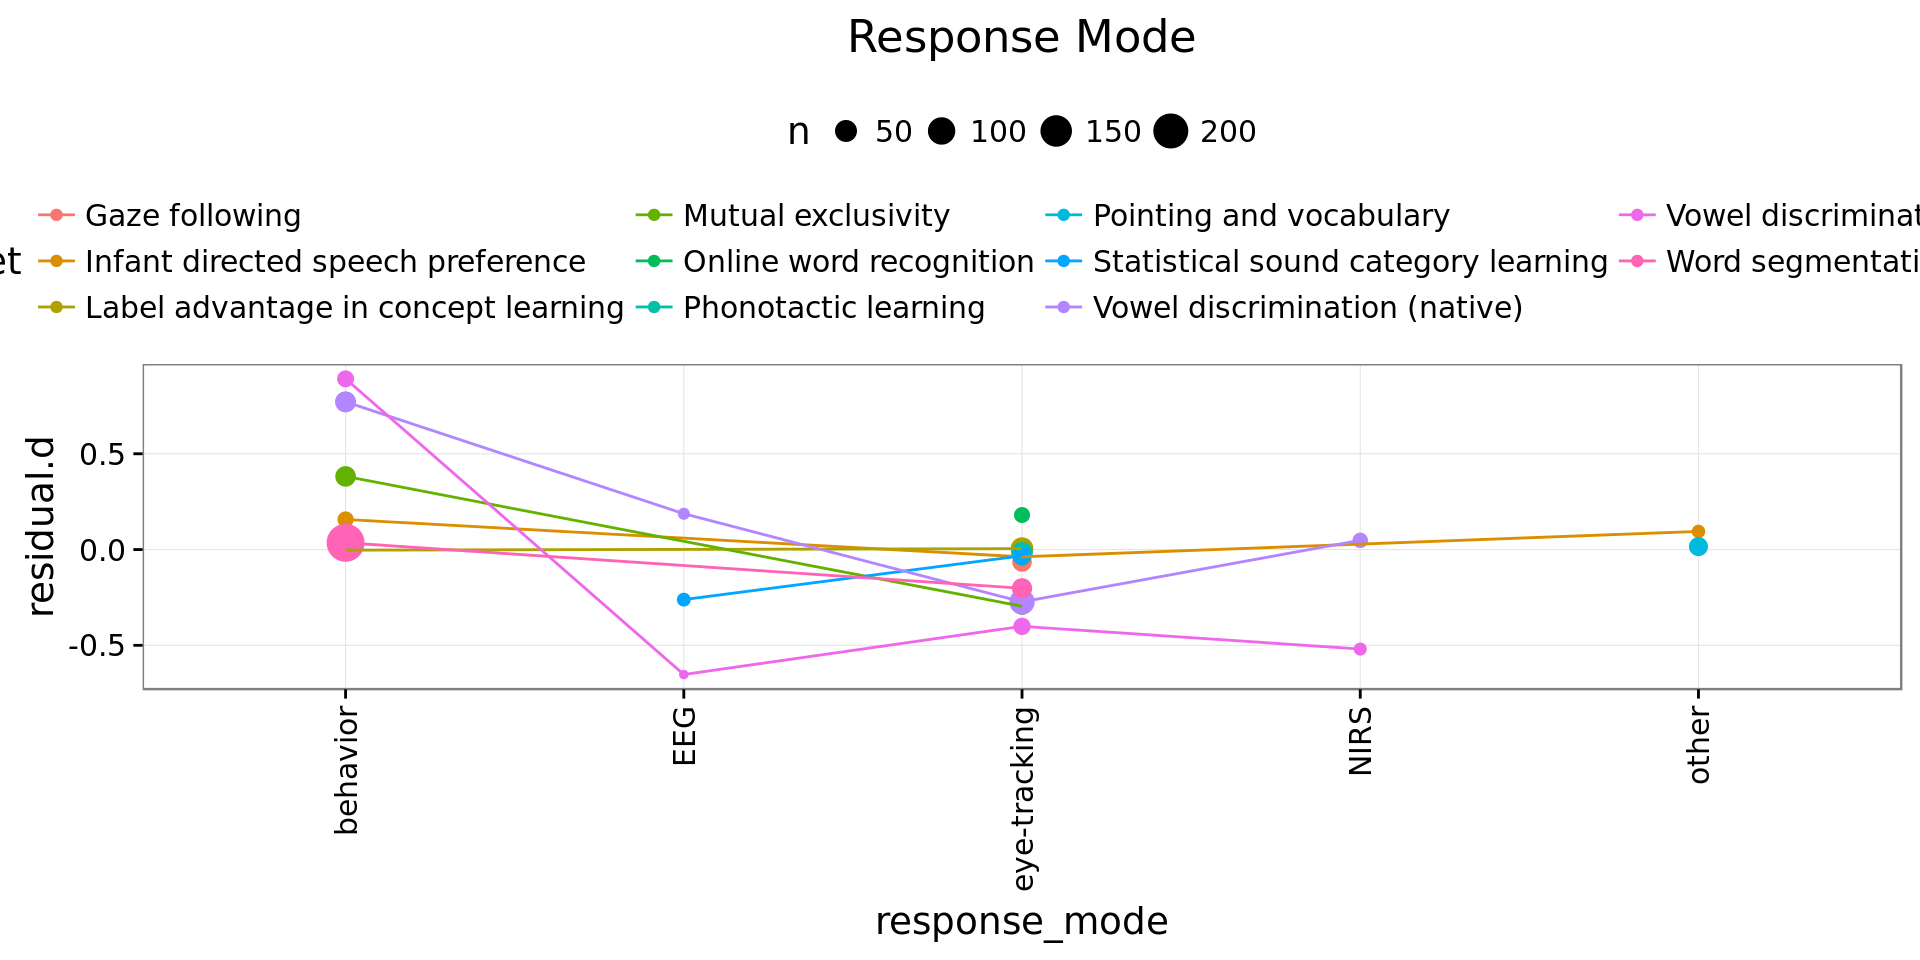 Response Mode
n 50 100 150 200
Gaze following Mutual exclusivity Pointing and vocabulary Vowel
Infant directed speech preference Online word recognition Statistical sound category learning Word
Label advantage in concept learning Phonotactic learning Vowel discrimination (native)
residual.d
0.5
0.0
-0.5
behavior EEG eye-tracking NIRS other
response_mode